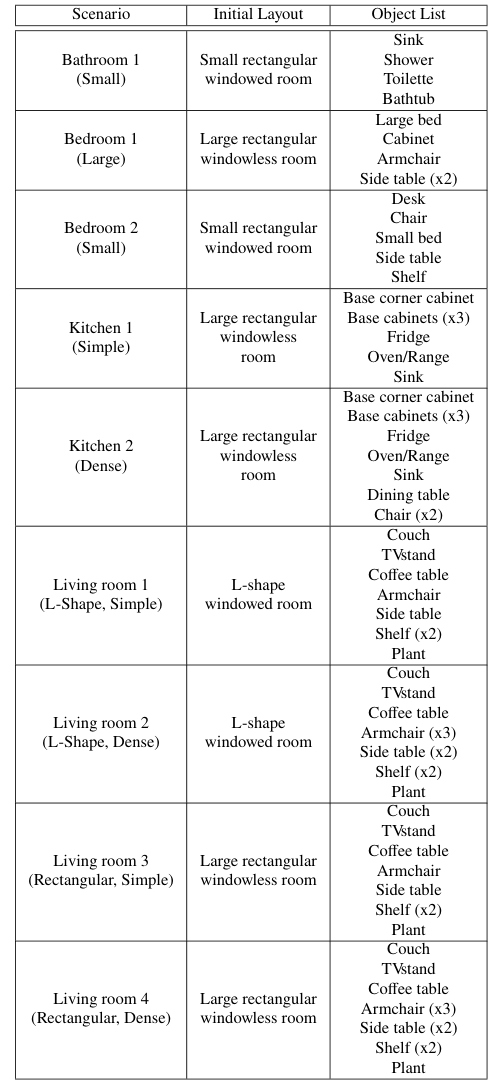 Scenario Initial Layout Object List
Bathroom 1
(Small)
Small rectangular
windowed room
Sink
Shower
Toilette
Bathtub
Bedroom 1
(Large)
Large rectangular
windowless room
Large bed
Cabinet
Armchair
Side table (x2)
Bedroom 2
(Small)
Small rectangular
windowed room
Desk
Chair
Small bed
Side table
Shelf
Kitchen 1
(Simple)
Large rectangular
windowless
room
Base corner cabinet
Base cabinets (x3)
Fridge
Oven/Range
Sink
Kitchen 2
(Dense)
Large rectangular
windowless
room
Base corner cabinet
Base cabinets (x3)
Fridge
Oven/Range
Sink
Dining table
Chair (x2)
Living room 1
(L-Shape, Simple)
L-shape
windowed room
Couch
TVstand
Coffee table
Armchair
Side table
Shelf (x2)
Plant
Living room 2
(L-Shape, Dense)
L-shape
windowed room
Couch
TVstand
Coffee table
Armchair (x3)
Side table (x2)
Shelf (x2)
Plant
Living room 3
(Rectangular, Simple)
Large rectangular
windowless room
Couch
TVstand
Coffee table
Armchair
Side table
Shelf (x2)
Plant
Living room 4
(Rectangular, Dense)
Large rectangular
windowless room
Couch
TVstand
Coffee table
Armchair (x3)
Side table (x2)
Shelf (x2)
Plant